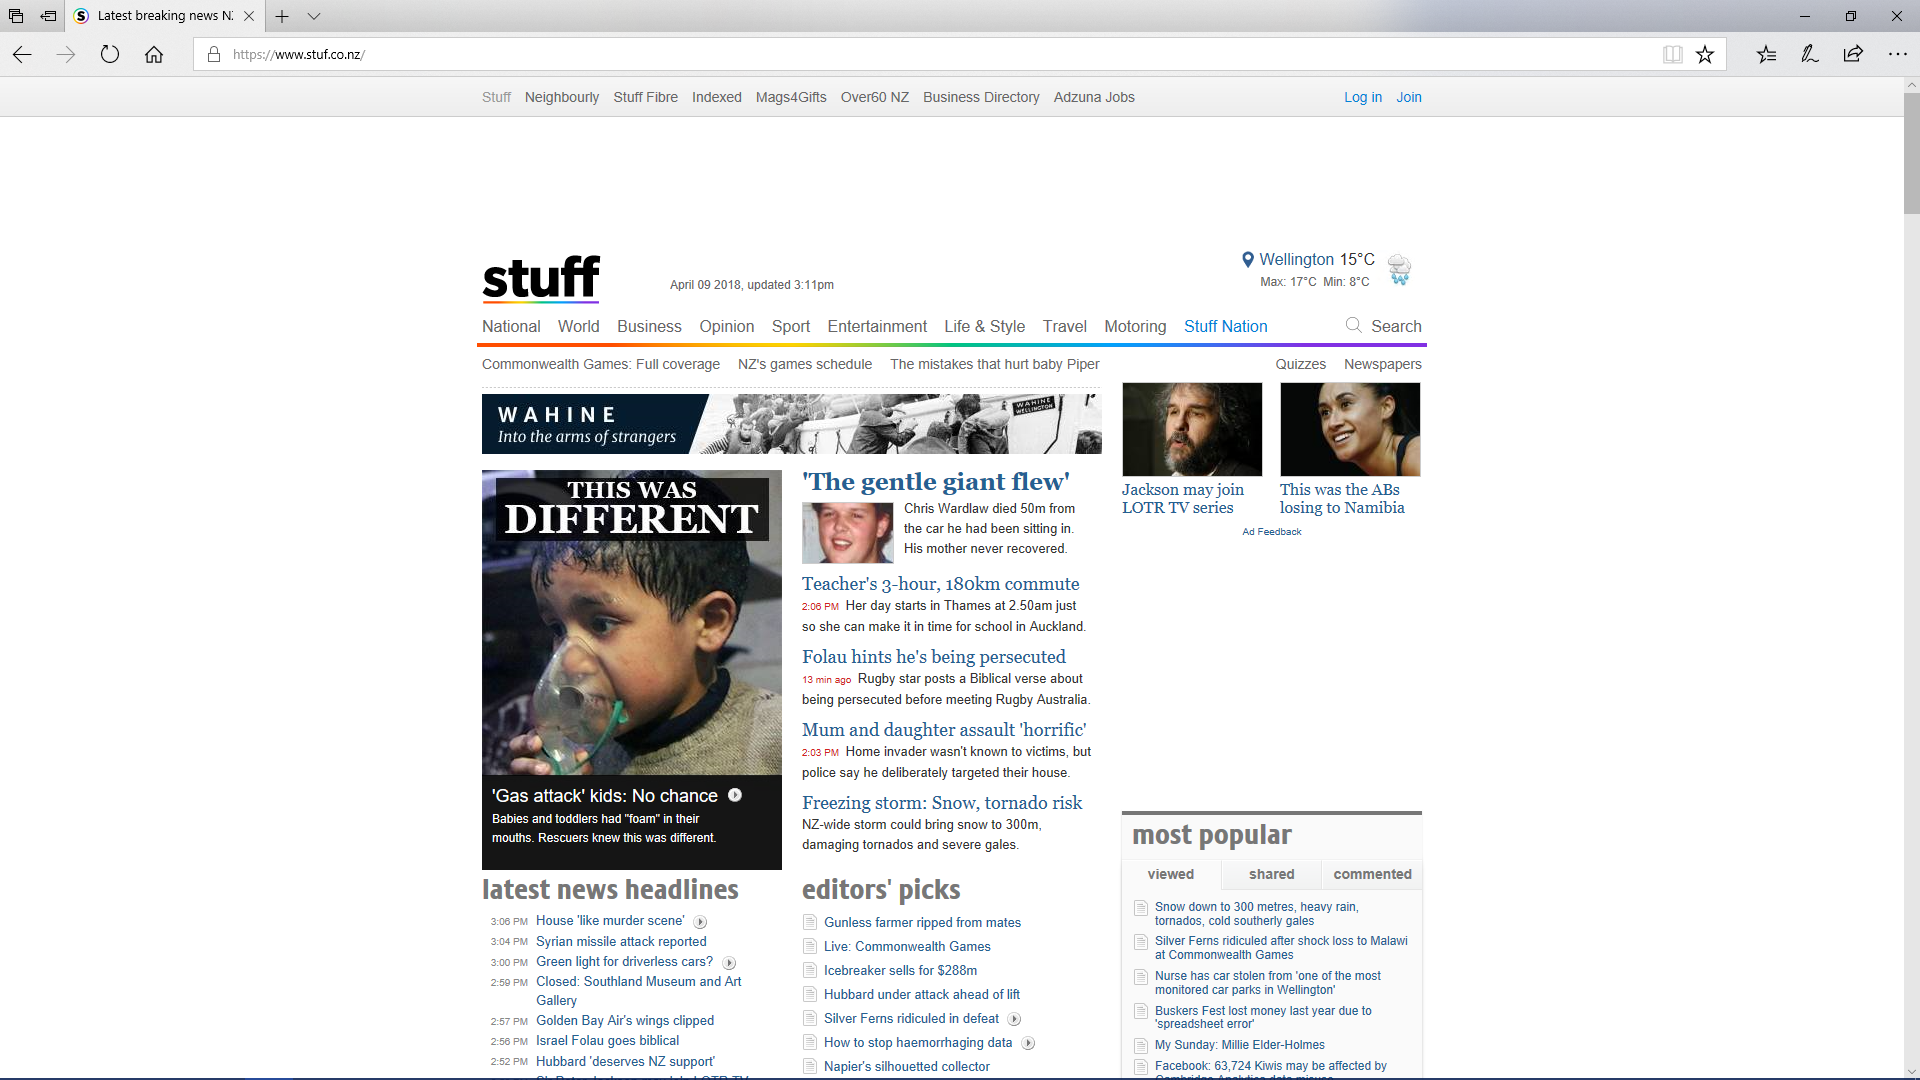 Latest breaking news NZ
https://www.stuf.co.nz/
Stuff Neighbourly Stuff Fibre Indexed Mags4Gifts Over60 NZ Business Directory Adzuna Jobs
Log in Join
stuff
April 09 2018, updated 3:11pm
Wellington 15°C
Max: 17°C Min: 8°C
National World Business Opinion Sport Entertainment Life & Style Travel Motoring Stuff Nation Search
Commonwealth Games: Full coverage NZ's games schedule The mistakes that hurt baby Piper
Quizzes Newspapers
WAHINE
Into the arms of strangers
WAHINE
WELLINGTON
THIS WAS
DIFFERENT
'Gas attack' kids: No chance
Babies and toddlers had "foam" in their
mouths. Rescuers knew this was different.
'The gentle giant flew'
Chris Wardlaw died 50m from
the car he had been sitting in.
His mother never recovered.
Teacher's 3-hour, 180km commute
2:06 PM Her day starts in Thames at 2.50am just
so she can make it in time for school in Auckland.
Folau hints he's being persecuted
13 min ago Rugby star posts a Biblical verse about
being persecuted before meeting Rugby Australia.
Mum and daughter assault 'horrific'
2:03 PM Home invader wasn't known to victims, but
police say he deliberately targeted their house.
Freezing storm: Snow, tornado risk
NZ-wide storm could bring snow to 300m,
damaging tornados and severe gales.
Jackson may join
LOTR TV series
This was the ABs
losing to Namibia
Ad Feedback
latest news headlines
3:06 PM House 'like murder scene'
3:04 PM Syrian missile attack reported
3:00 PM Green light for driverless cars?
2:59 PM Closed: Southland Museum and Art
Gallery
2:57 PM Golden Bay Air's wings clipped
2:56 PM Israel Folau goes biblical
2:52 PM Hubbard 'deserves NZ support'
editors' picks
Gunless farmer ripped from mates
Live: Commonwealth Games
Icebreaker sells for $288m
Hubbard under attack ahead of lift
Silver Ferns ridiculed in defeat
How to stop haemorrhaging data
Napier's silhouetted collector
most popular
viewed shared commented
Snow down to 300 metres, heavy rain,
tornados, cold southerly gales
Silver Ferns ridiculed after shock loss to Malawi
at Commonwealth Games
Nurse has car stolen from 'one of the most
monitored car parks in Wellington'
Buskers Fest lost money last year due to
'spreadsheet error'
My Sunday: Millie Elder-Holmes
Facebook: 63,724 Kiwis may be affected by